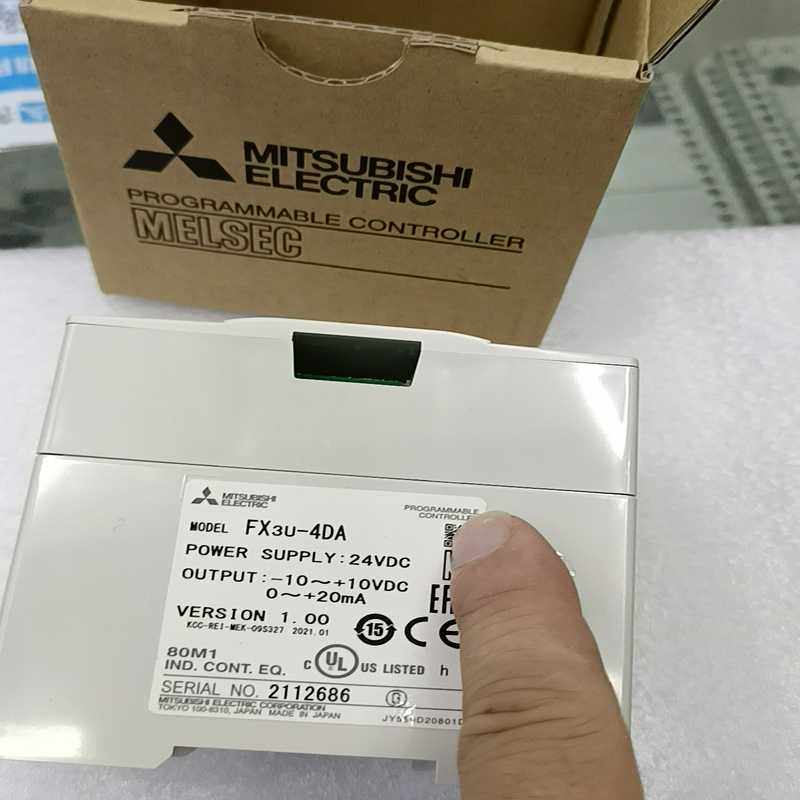 MITSUBISHI
ELECTRIC
PROGRAMMABLE CONTROLLER
MELSEC
MITSUBISHI
ELECTRIC
PROGRAMMABLE
CONTROLLER
MODEL FX3U-4DA
POWER SUPPLY:24VDC
OUTPUT:-10～+10VDC
0～+20mA
VERSION 1.00
KCC-REI-MEK-09S327 2021.01
15 CE
80M1
IND. CONT. EQ.
C UL US LISTED
SERIAL NO. 2112686
MITSUBISHI ELECTRIC CORPORATION
TOKYO 100-8310, JAPAN MADE IN JAPAN